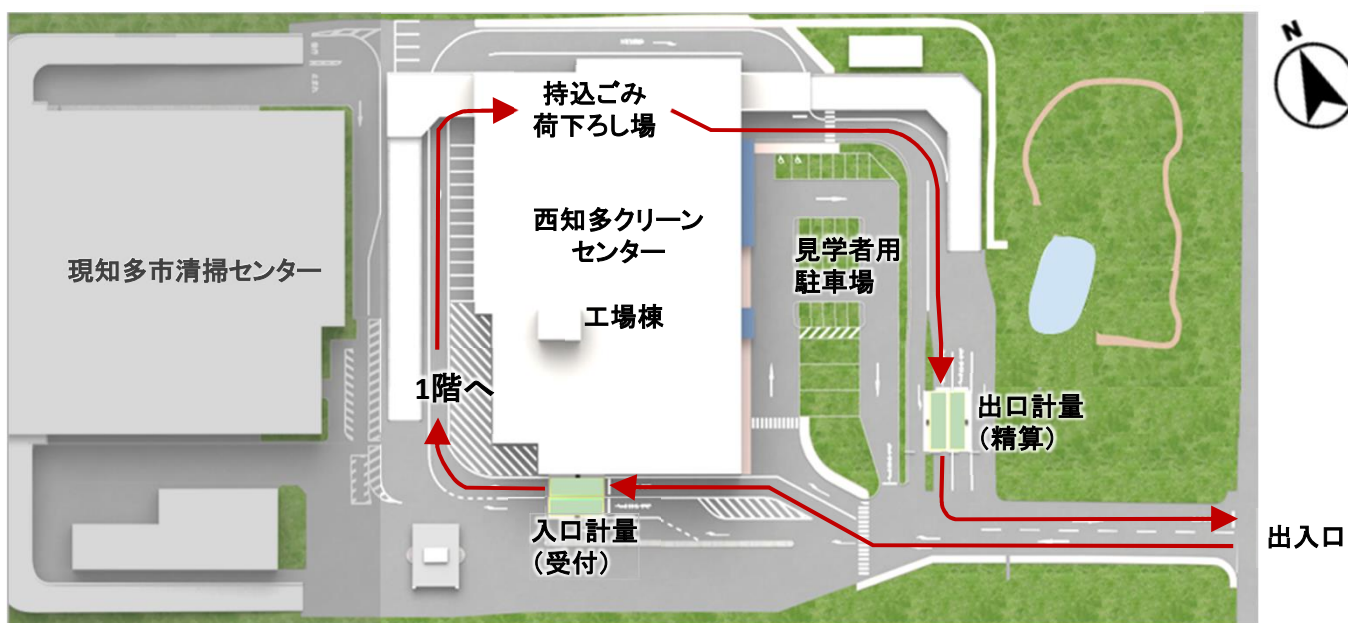 N
持込ごみ
荷下ろし場
西知多クリーン
センター
工場棟
見学者用
駐車場
現知多市清掃センター
1階へ
出口計量
（精算）
入口計量
（受付）
出入口